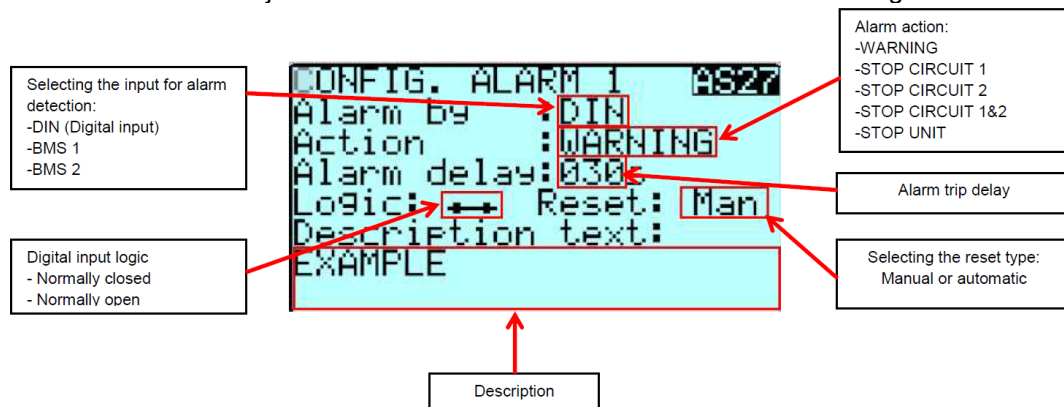 Alarm action:
-WARNING
-STOP CIRCUIT 1
-STOP CIRCUIT 2
-STOP CIRCUIT 1&2
-STOP UNIT
Selecting the input for alarm
detection:
-DIN (Digital input)
-BMS 1
-BMS 2
CONFIG. ALARM 1 AS27
Alarm by :DIN
Action :WARNING
Alarm delay:030s
Logic: Reset: Man
Description text:
EXAMPLE
Alarm trip delay
Digital input logic
- Normally closed
- Normally open
Selecting the reset type:
Manual or automatic
Description